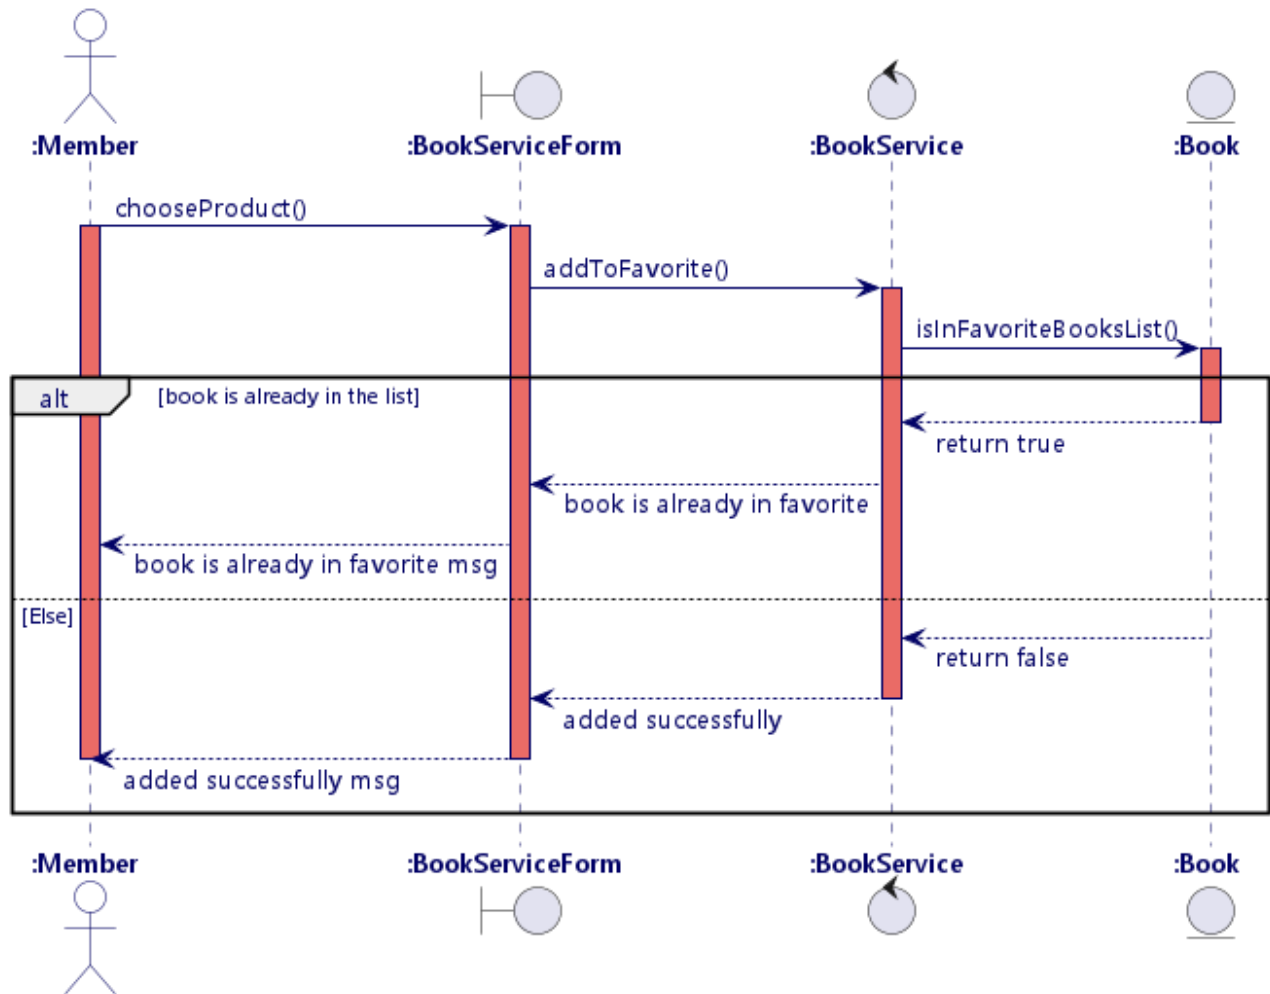 :Member
:BookServiceForm
:BookService
:Book
chooseProduct()
addToFavorite()
isInFavoriteBooksList()
alt
[book is already in the list]
return true
book is already in favorite
book is already in favorite msg
[Else]
return false
added successfully
added successfully msg
:Member
:BookServiceForm
:BookService
:Book